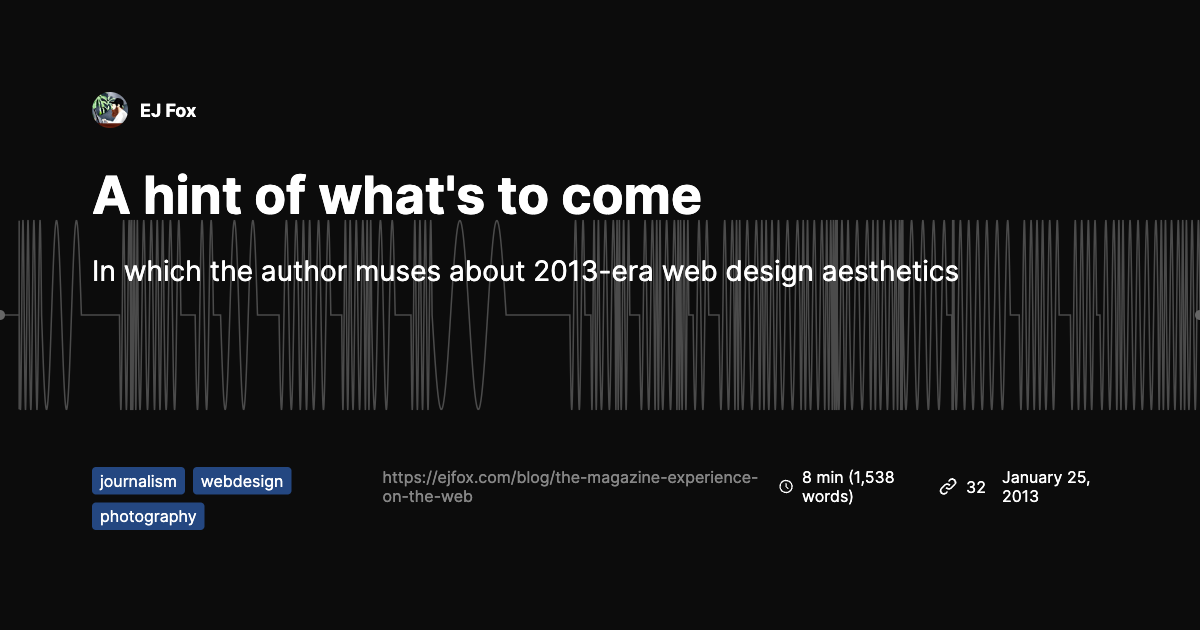 EJ Fox
A hint of what's to come
In which the author muses about 2013-era web design aesthetics
journalism webdesign
photography
https://ejfox.com/blog/the-magazine-experience-
on-the-web
8 min (1,538
words)
32
January 25,
2013